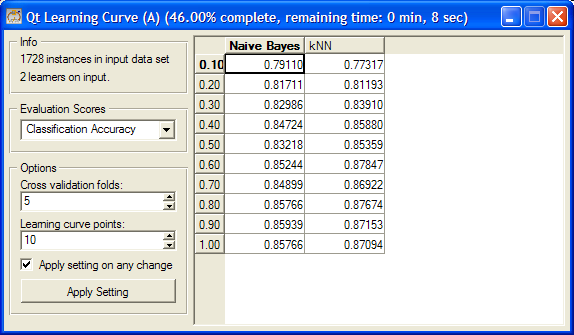 Qt Learning Curve (A) (46.00% complete, remaining time: 0 min, 8 sec)
Info
1728 instances in input data set
2 learners on input.
Evaluation Scores
Classification Accuracy
Options
Cross validation folds:
5
Learning curve points:
10
Apply setting on any change
Apply Setting
Naive Bayes kNN
0.10 0.79110 0.77317
0.20 0.81711 0.81193
0.30 0.82986 0.83910
0.40 0.84724 0.85880
0.50 0.83218 0.85359
0.60 0.85244 0.87847
0.70 0.84899 0.86922
0.80 0.85766 0.87674
0.90 0.85939 0.87153
1.00 0.85766 0.87094